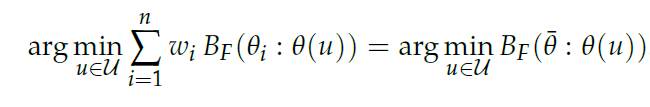 arg min_{u∈𝒰} ∑_{i=1}^{n} w_i B_F(θ_i : θ(u)) = arg min_{u∈𝒰} B_F(θ̄ : θ(u))